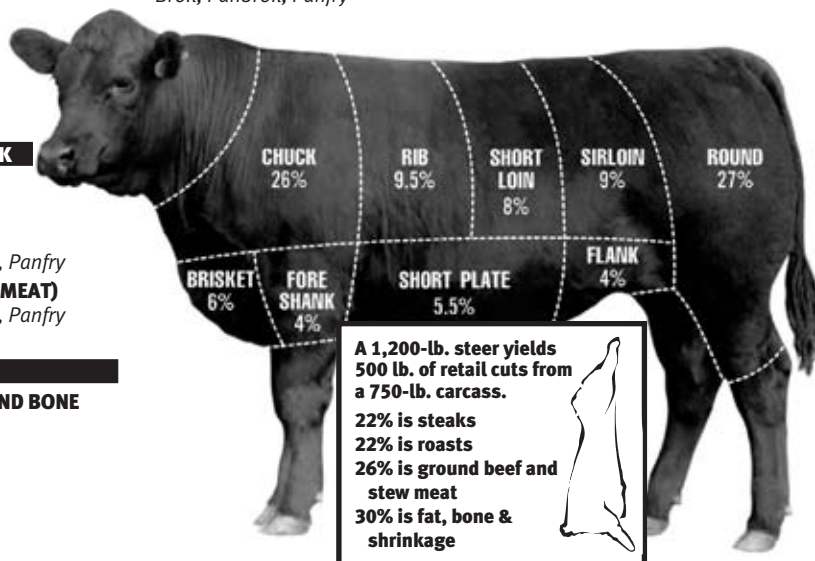 Broil, Panbroil, Panfry
K
CHUCK
26%
RIB
9.5%
SHORT
LOIN
8%
SIRLOIN
9%
ROUND
27%
, Panfry
MEAT)
, Panfry
BRISKET
6%
FORE
SHANK
4%
SHORT PLATE
5.5%
FLANK
4%
ND BONE
A 1,200-lb. steer yields
500 lb. of retail cuts from
a 750-lb. carcass.
22% is steaks
22% is roasts
26% is ground beef and
stew meat
30% is fat, bone &
shrinkage